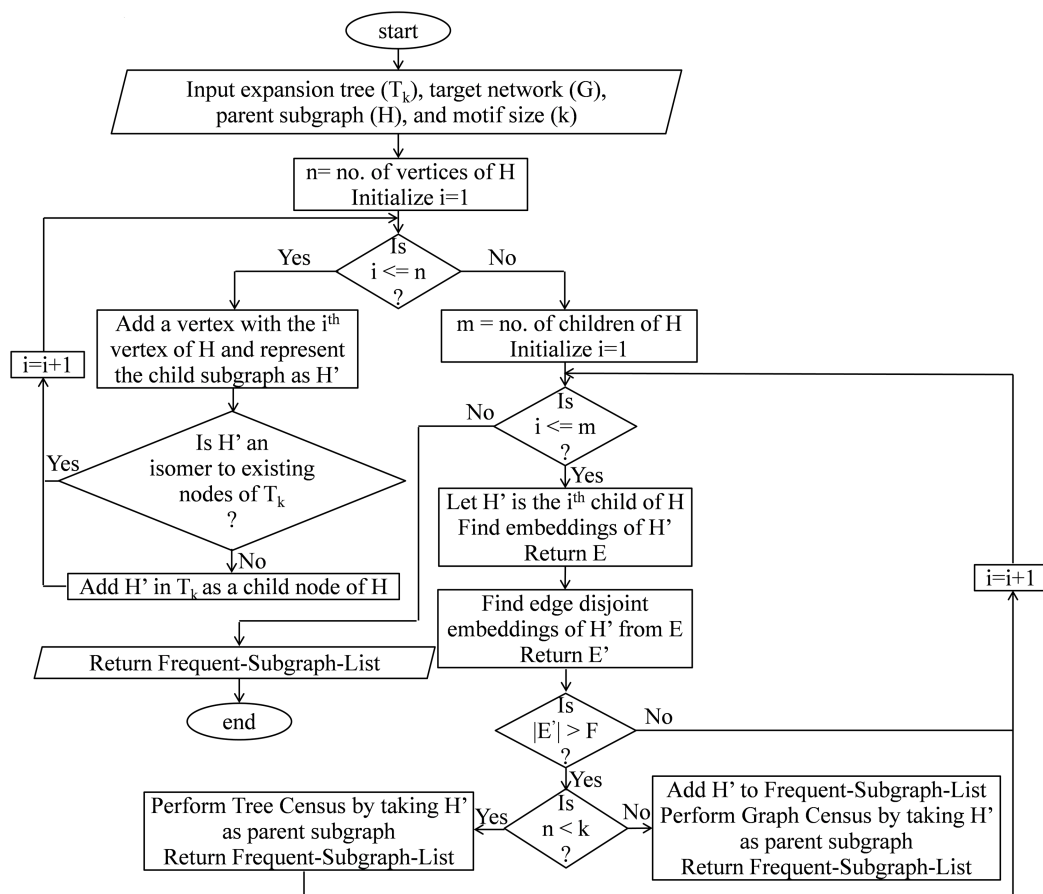 start
Input expansion tree (Tk), target network (G),
parent subgraph (H), and motif size (k)
n= no. of vertices of H
Initialize i=1
Is
i <= n
?
Yes
No
Add a vertex with the ith
vertex of H and represent
the child subgraph as H’
i=i+1
Is H’ an
isomer to existing
nodes of Tk
?
Yes
No
Add H’ in Tk as a child node of H
m = no. of children of H
Initialize i=1
Is
i <= m
?
No
Yes
Let H’ is the ith child of H
Find embeddings of H’
Return E
Find edge disjoint
embeddings of H’ from E
Return E’
i=i+1
Return Frequent-Subgraph-List
end
Is
|E’| > F
?
No
Yes
Is
n < k
?
Yes
No
Perform Tree Census by taking H’
as parent subgraph
Return Frequent-Subgraph-List
Add H’ to Frequent-Subgraph-List
Perform Graph Census by taking H’
as parent subgraph
Return Frequent-Subgraph-List